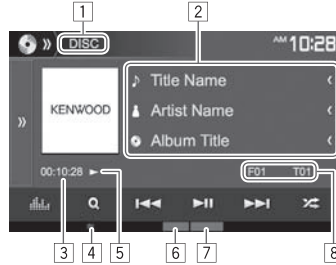 1 2
DISC AM 10:28
Title Name
KENWOOD Artist Name
Album Title
00:10:28 F01 T01
3 4 5 6 7 8